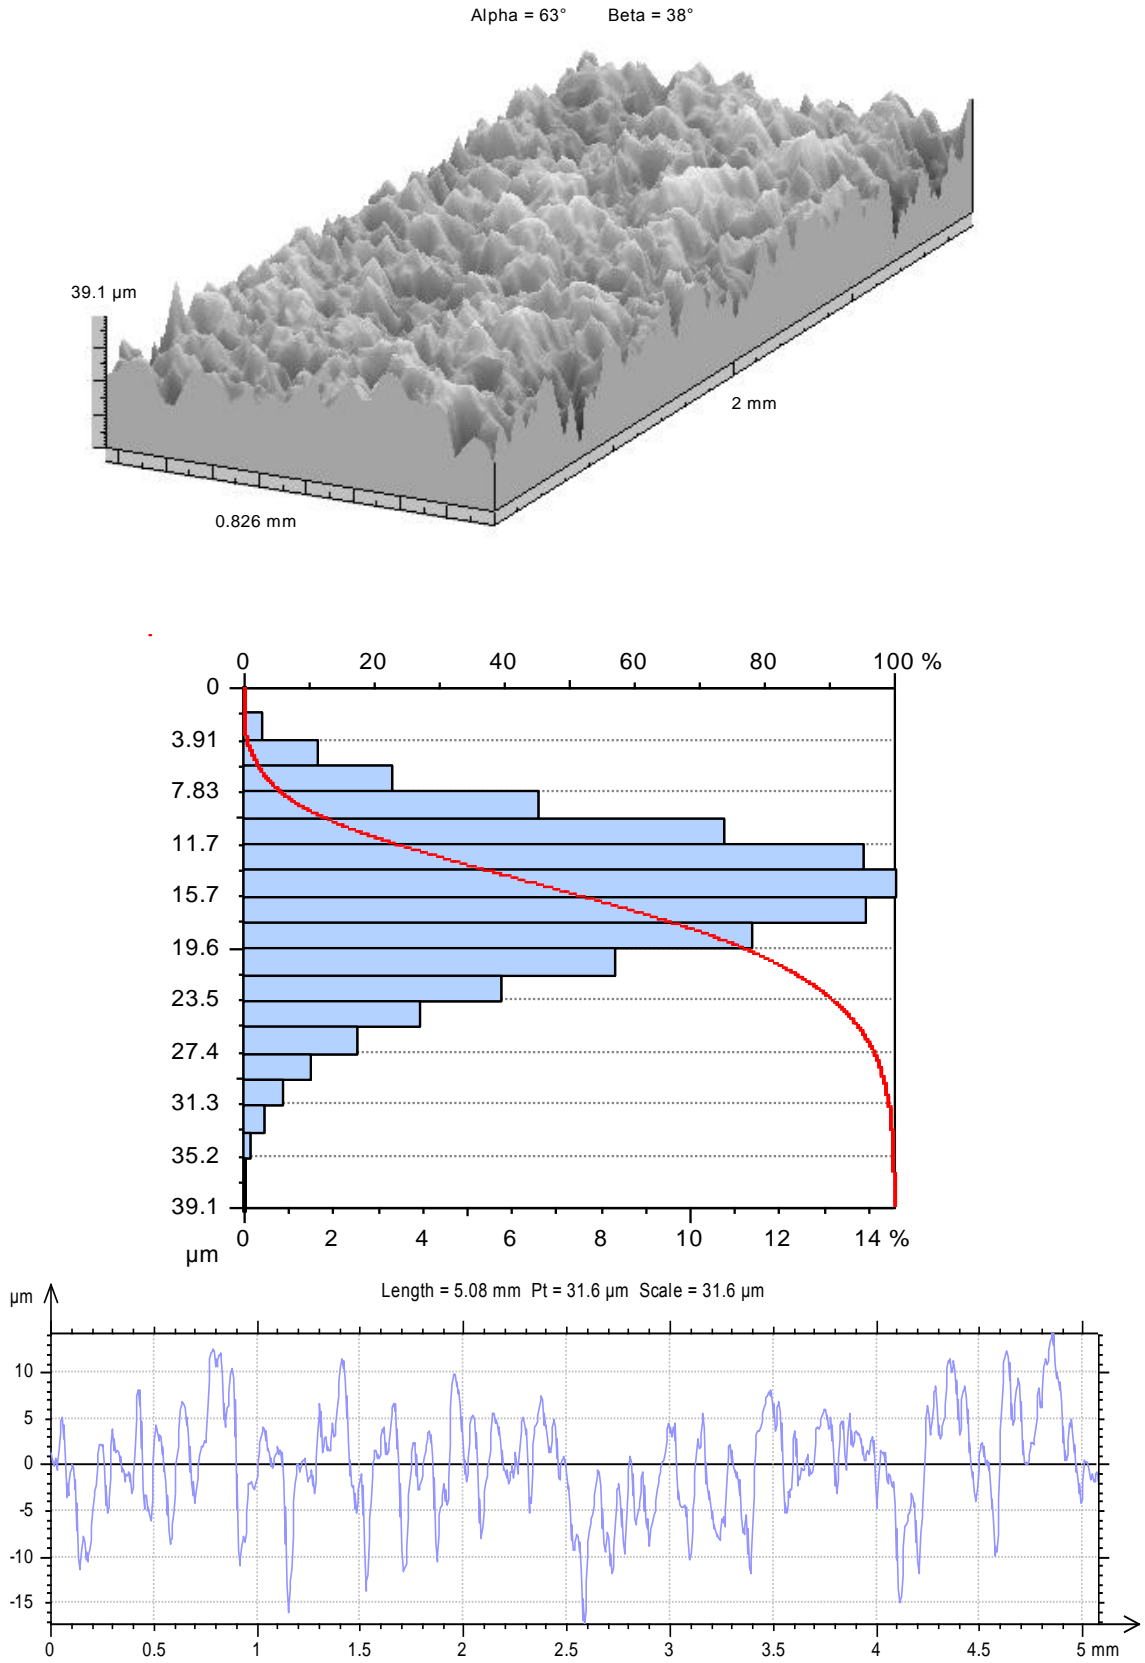 Alpha = 63° Beta = 38°
39.1 µm
2 mm
0.826 mm
0 20 40 60 80 100 %
0
3.91
7.83
11.7
15.7
19.6
23.5
27.4
31.3
35.2
39.1
µm 0 2 4 6 8 10 12 14 %
µm Length = 5.08 mm Pt = 31.6 µm Scale = 31.6 µm
10
5
0
-5
-10
-15
0 0.5 1 1.5 2 2.5 3 3.5 4 4.5 5 mm